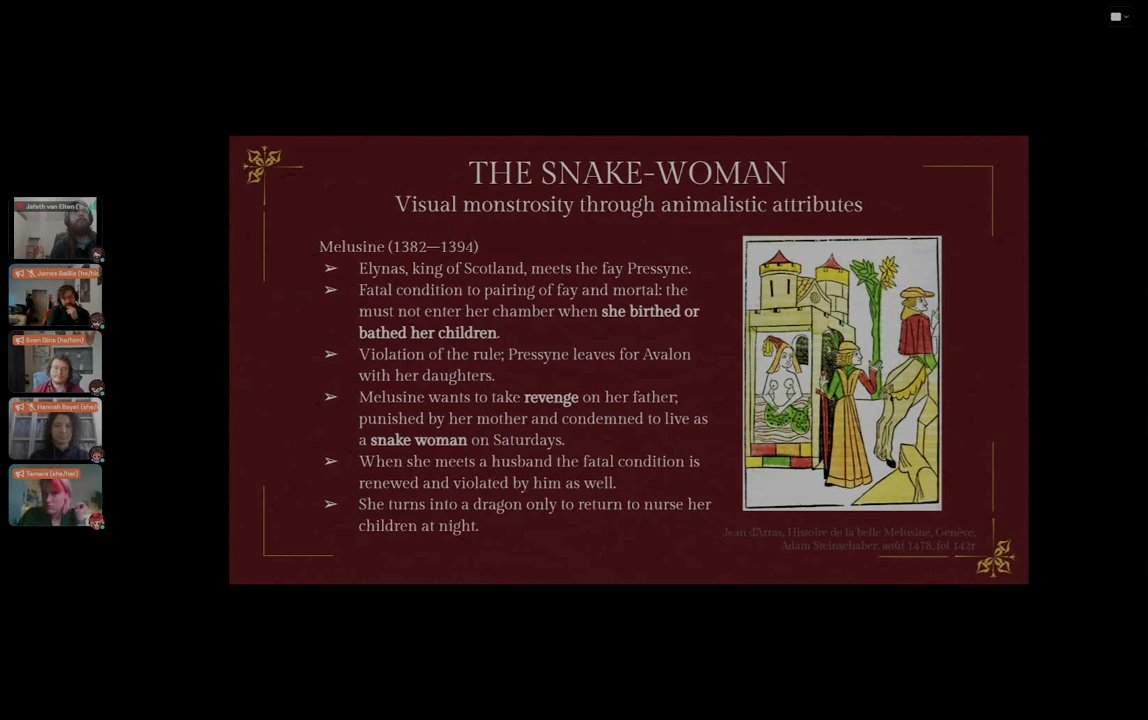 THE SNAKE-WOMAN
Visual monstrosity through animalistic attributes
Melusine (1382—1394)
➢ Elynas, king of Scotland, meets the fay Pressyne.
➢ Fatal condition to pairing of fay and mortal: the
must not enter her chamber when she birthed or
bathed her children.
➢ Violation of the rule; Pressyne leaves for Avalon
with her daughters.
➢ Melusine wants to take revenge on her father;
punished by her mother and condemned to live as
a snake woman on Saturdays.
➢ When she meets a husband the fatal condition is
renewed and violated by him as well.
➢ She turns into a dragon only to return to nurse her
children at night.
Jean d'Arras, Histoire de la belle Melusine, Genève,
Adam Steinschaber, août 1478, fol 142r
Jafeth van Elten
James Baillie (he/hi
Sven Gins (he/him)
Hannah Bayat (she/
Tamara (she/her)